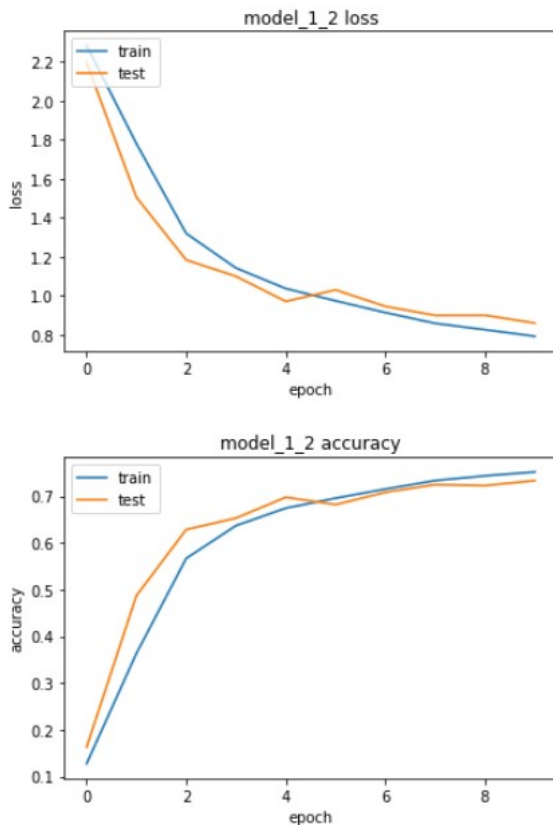 model_1_2 loss
train
test
2.2
2.0
1.8
1.6
1.4
1.2
1.0
0.8
loss
0 2 4 6 8
epoch
model_1_2 accuracy
train
test
0.7
0.6
0.5
0.4
0.3
0.2
0.1
accuracy
0 2 4 6 8
epoch